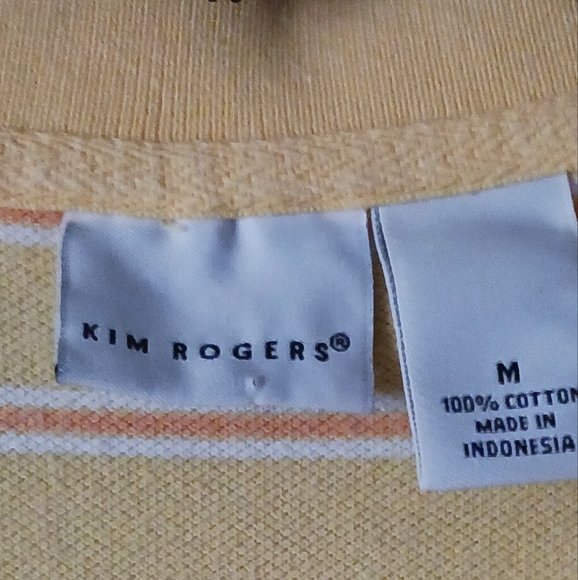 KIM ROGERS®
M
100% COTTON
MADE IN
INDONESIA